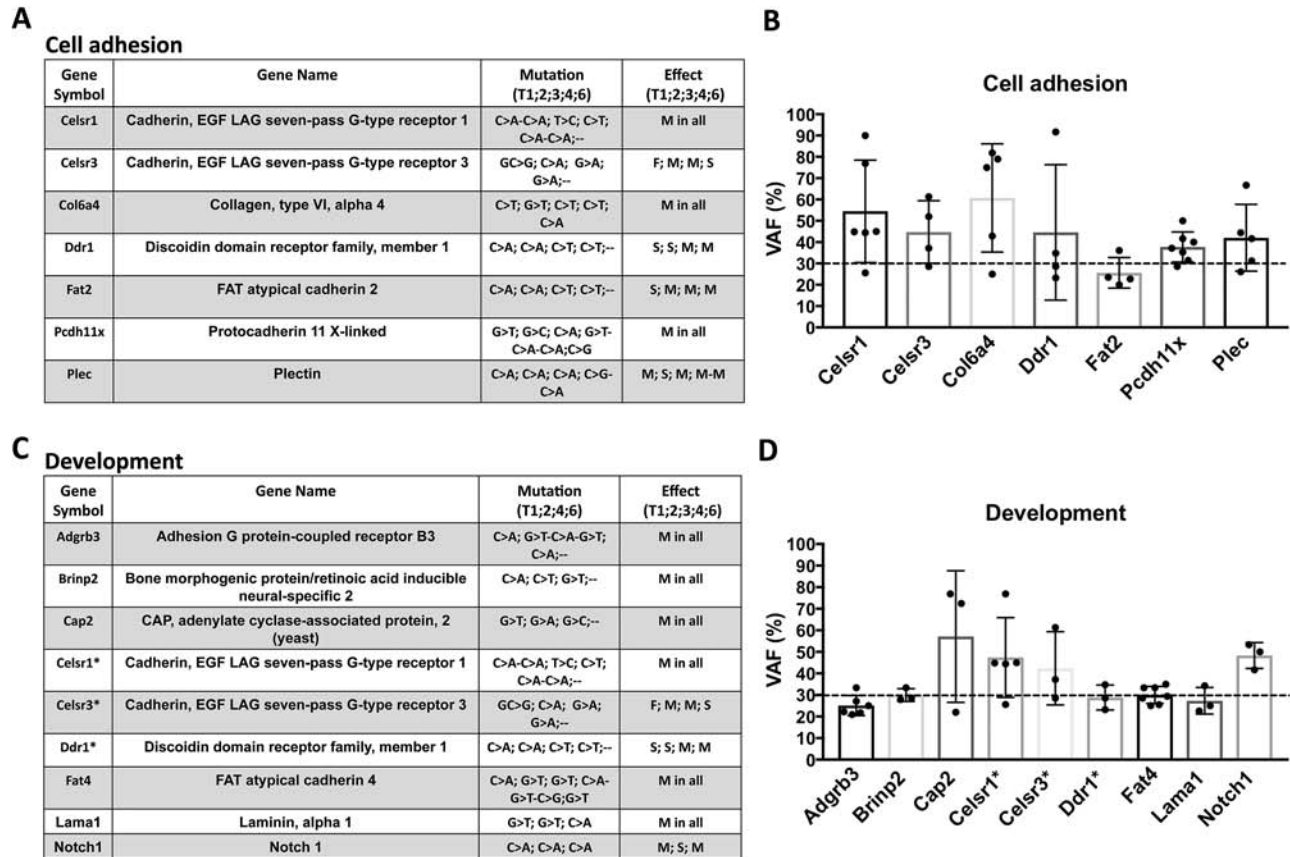 A
Cell adhesion
Gene Symbol Gene Name Mutation (T1;2;3;4;6) Effect (T1;2;3;4;6)
Celsr1 Cadherin, EGF LAG seven-pass G-type receptor 1 C>A-C>A; T>C; C>T; C>A-C>A;-- M in all
Celsr3 Cadherin, EGF LAG seven-pass G-type receptor 3 GC>G; C>A; G>A; G>A;-- F; M; M; S
Col6a4 Collagen, type VI, alpha 4 C>T; G>T; C>T; C>T; C>A M in all
Ddr1 Discoidin domain receptor family, member 1 C>A; C>A; C>T; C>T;-- S; S; M; M
Fat2 FAT atypical cadherin 2 C>A; C>A; C>T; C>T;-- S; M; M; M
Pcdh11x Protocadherin 11 X-linked G>T; G>C; C>A; G>T-C>A-C>A;C>G M in all
Plec Plectin C>A; C>A; C>A; C>G-C>A M; S; M; M-M
B
Cell adhesion
VAF (%)
100
90
80
70
60
50
40
30
20
10
0
Celsr1 Celsr3 Col6a4 Ddr1 Fat2 Pcdh11x Plec
C
Development
Gene Symbol Gene Name Mutation (T1;2;4;6) Effect (T1;2;3;4;6)
Adgrb3 Adhesion G protein-coupled receptor B3 C>A; G>T-C>A-G>T; C>A;-- M in all
Brinp2 Bone morphogenic protein/retinoic acid inducible neural-specific 2 C>A; C>T; G>T;-- M in all
Cap2 CAP, adenylate cyclase-associated protein, 2 (yeast) G>T; G>A; G>C;-- M in all
Celsr1* Cadherin, EGF LAG seven-pass G-type receptor 1 C>A-C>A; T>C; C>T; C>A-C>A;-- M in all
Celsr3* Cadherin, EGF LAG seven-pass G-type receptor 3 GC>G; C>A; G>A; G>A;-- F; M; M; S
Ddr1* Discoidin domain receptor family, member 1 C>A; C>A; C>T; C>T;-- S; S; M; M
Fat4 FAT atypical cadherin 4 C>A; G>T; G>T; C>A-G>T-C>G;G>T M in all
Lama1 Laminin, alpha 1 G>T; G>T; C>A M in all
Notch1 Notch 1 C>A; C>A; C>A M; S; M
D
Development
VAF (%)
100
90
80
70
60
50
40
30
20
10
0
Adgrb3 Brinp2 Cap2 Celsr1* Celsr3* Ddr1* Fat4 Lama1 Notch1